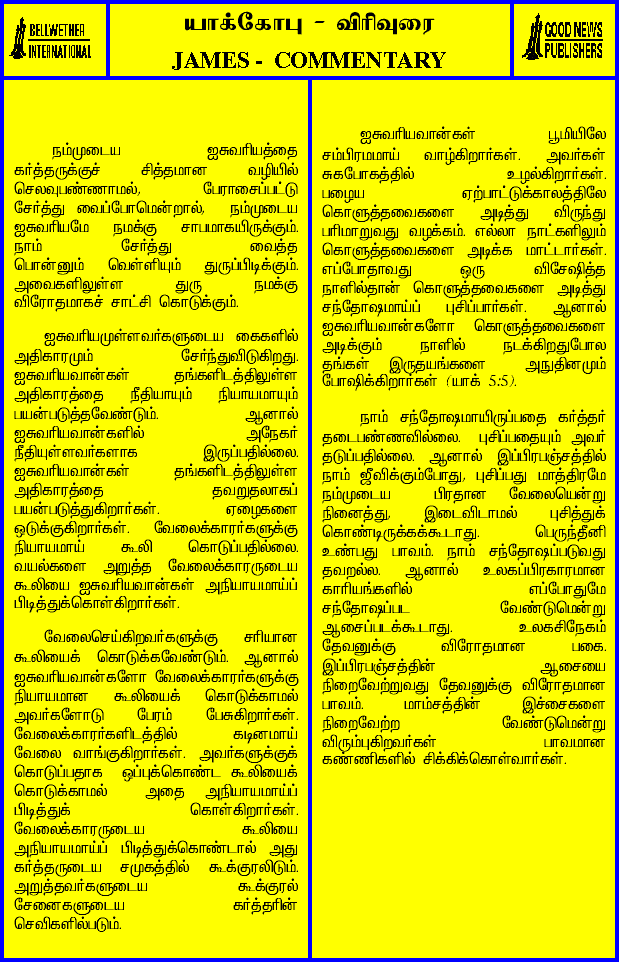 BELLWETHER
INTERNATIONAL
யாக்கோபு - விரிவுரை
JAMES - COMMENTARY
GOOD NEWS
PUBLISHERS
நம்முடைய ஐசுவரியத்தை
கர்த்தருக்குச் சித்தமான வழியில்
செலவுபண்ணாமல், பேராசைப்பட்டு
சேர்த்து வைப்போமென்றால், நம்முடைய
ஐசுவரியமே நமக்கு சாபமாகயிருக்கும்.
நாம் சேர்த்து வைத்த
பொன்னும் வெள்ளியும் துருப்பிடிக்கும்.
அவைகளிலுள்ள துரு நமக்கு
விரோதமாகச் சாட்சி கொடுக்கும்.
ஐசுவரியமுள்ளவர்களுடைய கைகளில்
அதிகாரமும் சேர்ந்துவிடுகிறது.
ஐசுவரியவான்கள் தங்களிடத்திலுள்ள
அதிகாரத்தை நீதியாயும் நியாயமாயும்
பயன்படுத்தவேண்டும். ஆனால்
ஐசுவரியவான்களில் அநேகர்
நீதியுள்ளவர்களாக இருப்பதில்லை.
ஐசுவரியவான்கள் தங்களிடத்திலுள்ள
அதிகாரத்தை தவறுதலாகப்
பயன்படுத்துகிறார்கள். ஏழைகளை
ஒடுக்குகிறார்கள். வேலைக்காரர்களுக்கு
நியாயமாய் கூலி கொடுப்பதில்லை.
வயல்களை அறுத்த வேலைக்காரருடைய
கூலியை ஐசுவரியவான்கள் அநியாயமாய்ப்
பிடித்துக்கொள்கிறார்கள்.
வேலைசெய்கிறவர்களுக்கு சரியான
கூலியைக் கொடுக்கவேண்டும். ஆனால்
ஐசுவரியவான்களோ வேலைக்காரர்களுக்கு
நியாயமான கூலியைக் கொடுக்காமல்
அவர்களோடு பேரம் பேசுகிறார்கள்.
வேலைக்காரர்களிடத்தில் கடினமாய்
வேலை வாங்குகிறார்கள். அவர்களுக்குக்
கொடுப்பதாக ஒப்புக்கொண்ட கூலியைக்
கொடுக்காமல் அதை அநியாயமாய்ப்
பிடித்துக் கொள்கிறார்கள்.
வேலைக்காரருடைய கூலியை
அநியாயமாய்ப் பிடித்துக்கொண்டால் அது
கர்த்தருடைய சமுகத்தில் கூக்குரலிடும்.
அறுத்தவர்களுடைய கூக்குரல்
சேனைகளுடைய கர்த்தரின்
செவிகளில்படும்.
ஐசுவரியவான்கள் பூமியிலே
சம்பிரமமாய் வாழ்கிறார்கள். அவர்கள்
சுகபோகத்தில் உழல்கிறார்கள்.
பழைய ஏற்பாட்டுக்காலத்திலே
கொளுத்தவைகளை அடித்து விருந்து
பரிமாறுவது வழக்கம். எல்லா நாட்களிலும்
கொளுத்தவைகளை அடிக்க மாட்டார்கள்.
எப்போதாவது ஒரு விசேஷித்த
நாளில்தான் கொளுத்தவைகளை அடித்து
சந்தோஷமாய்ப் புசிப்பார்கள். ஆனால்
ஐசுவரியவான்களோ கொளுத்தவைகளை
அடிக்கும் நாளில் நடக்கிறதுபோல
தங்கள் இருதயங்களை அநுதினமும்
போஷிக்கிறார்கள் (யாக் 5:5).
நாம் சந்தோஷமாயிருப்பதை கர்த்தர்
தடைபண்ணவில்லை. புசிப்பதையும் அவர்
தடுப்பதில்லை. ஆனால் இப்பிரபஞ்சத்தில்
நாம் ஜீவிக்கும்போது, புசிப்பது மாத்திரமே
நம்முடைய பிரதான வேலையென்று
நினைத்து, இடைவிடாமல் புசித்துக்
கொண்டிருக்கக்கூடாது. பெருந்தீனி
உண்பது பாவம். நாம் சந்தோஷப்படுவது
தவறல்ல. ஆனால் உலகப்பிரகாரமான
காரியங்களில் எப்போதுமே
சந்தோஷப்பட வேண்டுமென்று
ஆசைப்படக்கூடாது. உலகசிநேகம்
தேவனுக்கு விரோதமான பகை.
இப்பிரபஞ்சத்தின் ஆசையை
நிறைவேற்றுவது தேவனுக்கு விரோதமான
பாவம். மாம்சத்தின் இச்சைகளை
நிறைவேற்ற வேண்டுமென்று
விரும்புகிறவர்கள் பாவமான
கண்ணிகளில் சிக்கிக்கொள்வார்கள்.